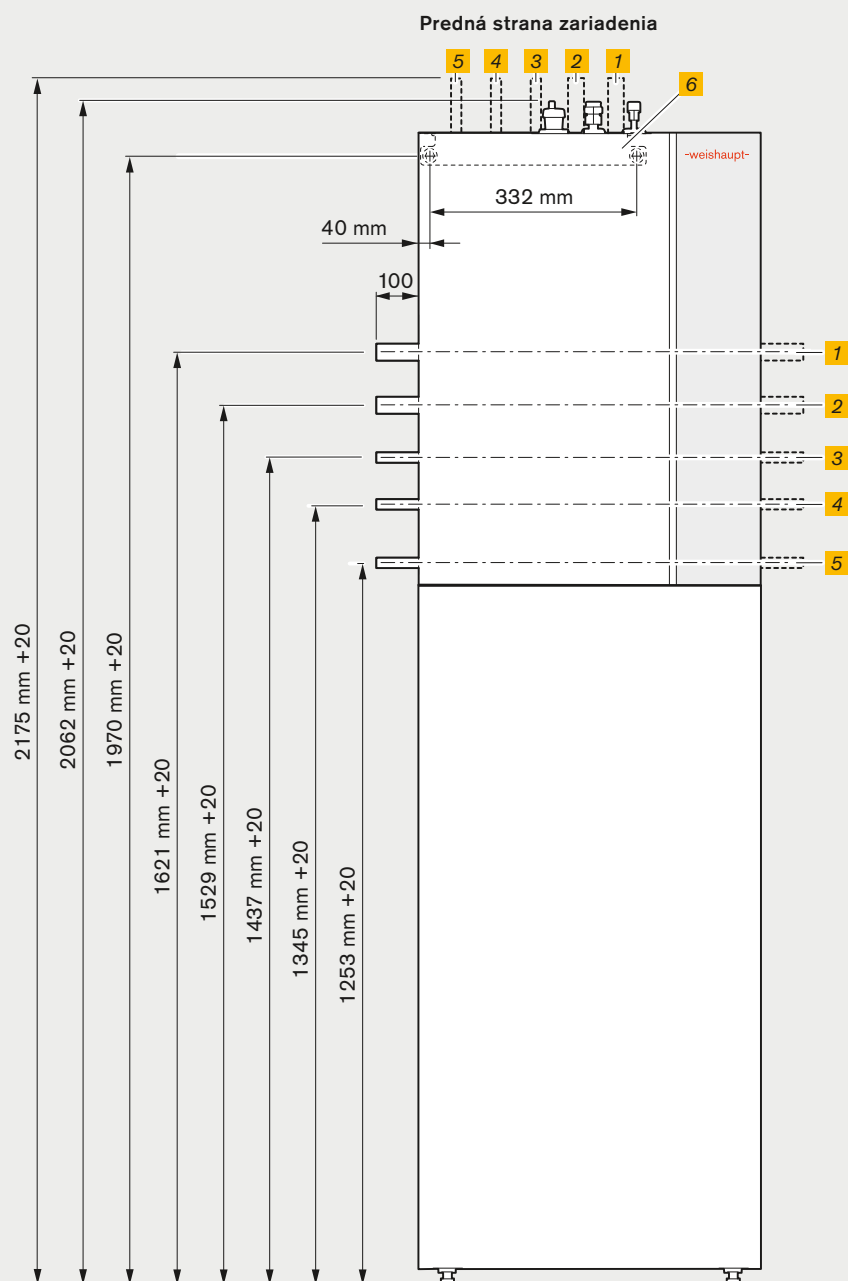 Predná strana zariadenia
5 4 3 2 1
6
-weishaupt-
332 mm
40 mm
100
1
2
3
4
5
2175 mm +20
2062 mm +20
1970 mm +20
1621 mm +20
1529 mm +20
1437 mm +20
1345 mm +20
1253 mm +20